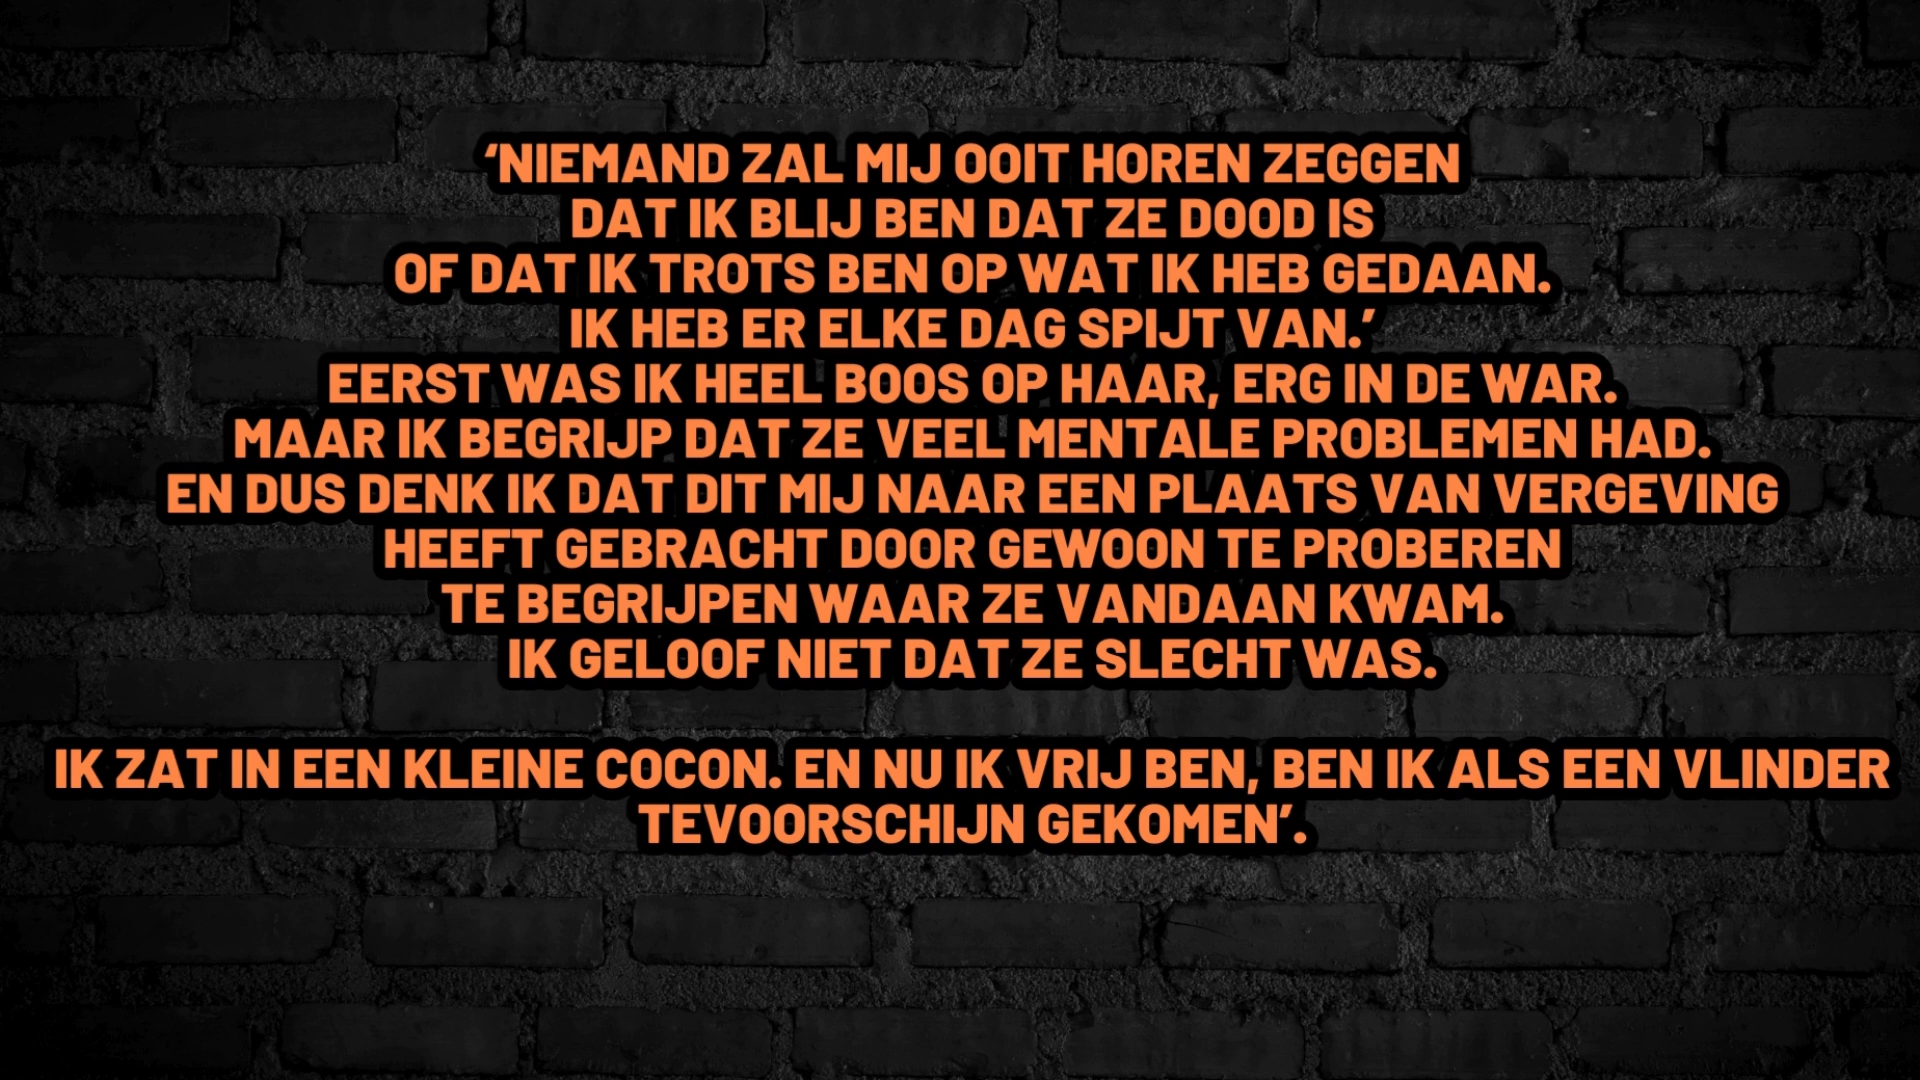 ‘NIEMAND ZAL MIJ OOIT HOREN ZEGGEN
DAT IK BLIJ BEN DAT ZE DOOD IS
OF DAT IK TROTS BEN OP WAT IK HEB GEDAAN.
IK HEB ER ELKE DAG SPIJT VAN.’
EERST WAS IK HEEL BOOS OP HAAR, ERG IN DE WAR.
MAAR IK BEGRIJP DAT ZE VEEL MENTALE PROBLEMEN HAD.
EN DUS DENK IK DAT DIT MIJ NAAR EEN PLAATS VAN VERGEVING
HEEFT GEBRACHT DOOR GEWOON TE PROBEREN
TE BEGRIJPEN WAAR ZE VANDAAN KWAM.
IK GELOOF NIET DAT ZE SLECHT WAS.
IK ZAT IN EEN KLEINE COCON. EN NU IK VRIJ BEN, BEN IK ALS EEN VLINDER
TEVOORSCHIJN GEKOMEN’.